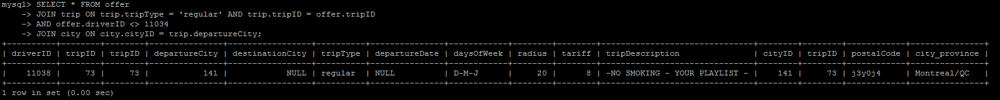 mysql> SELECT * FROM offer
-> JOIN trip ON trip.tripType = 'regular' AND trip.tripID = offer.tripID
-> AND offer.driverID <> 11034
-> JOIN city ON city.cityID = trip.departureCity;
+----------+--------+--------+---------------+-----------------+----------+---------------+------------+--------+--------+-------------------------------+--------+--------+------------+---------------+
| driverID | tripID | tripID | departureCity | destinationCity | tripType | departureDate | daysOfWeek | radius | tariff | tripDescription               | cityID | tripID | postalCode | city_province |
+----------+--------+--------+---------------+-----------------+----------+---------------+------------+--------+--------+-------------------------------+--------+--------+------------+---------------+
|    11038 |     73 |     73 |           141 |            NULL | regular  | NULL          | D-M-J      |     20 |      8 | -NO SMOKING - YOUR PLAYLIST - |    141 |     73 | j3y0j4     | Montreal/QC   |
+----------+--------+--------+---------------+-----------------+----------+---------------+------------+--------+--------+-------------------------------+--------+--------+------------+---------------+
1 row in set (0.00 sec)